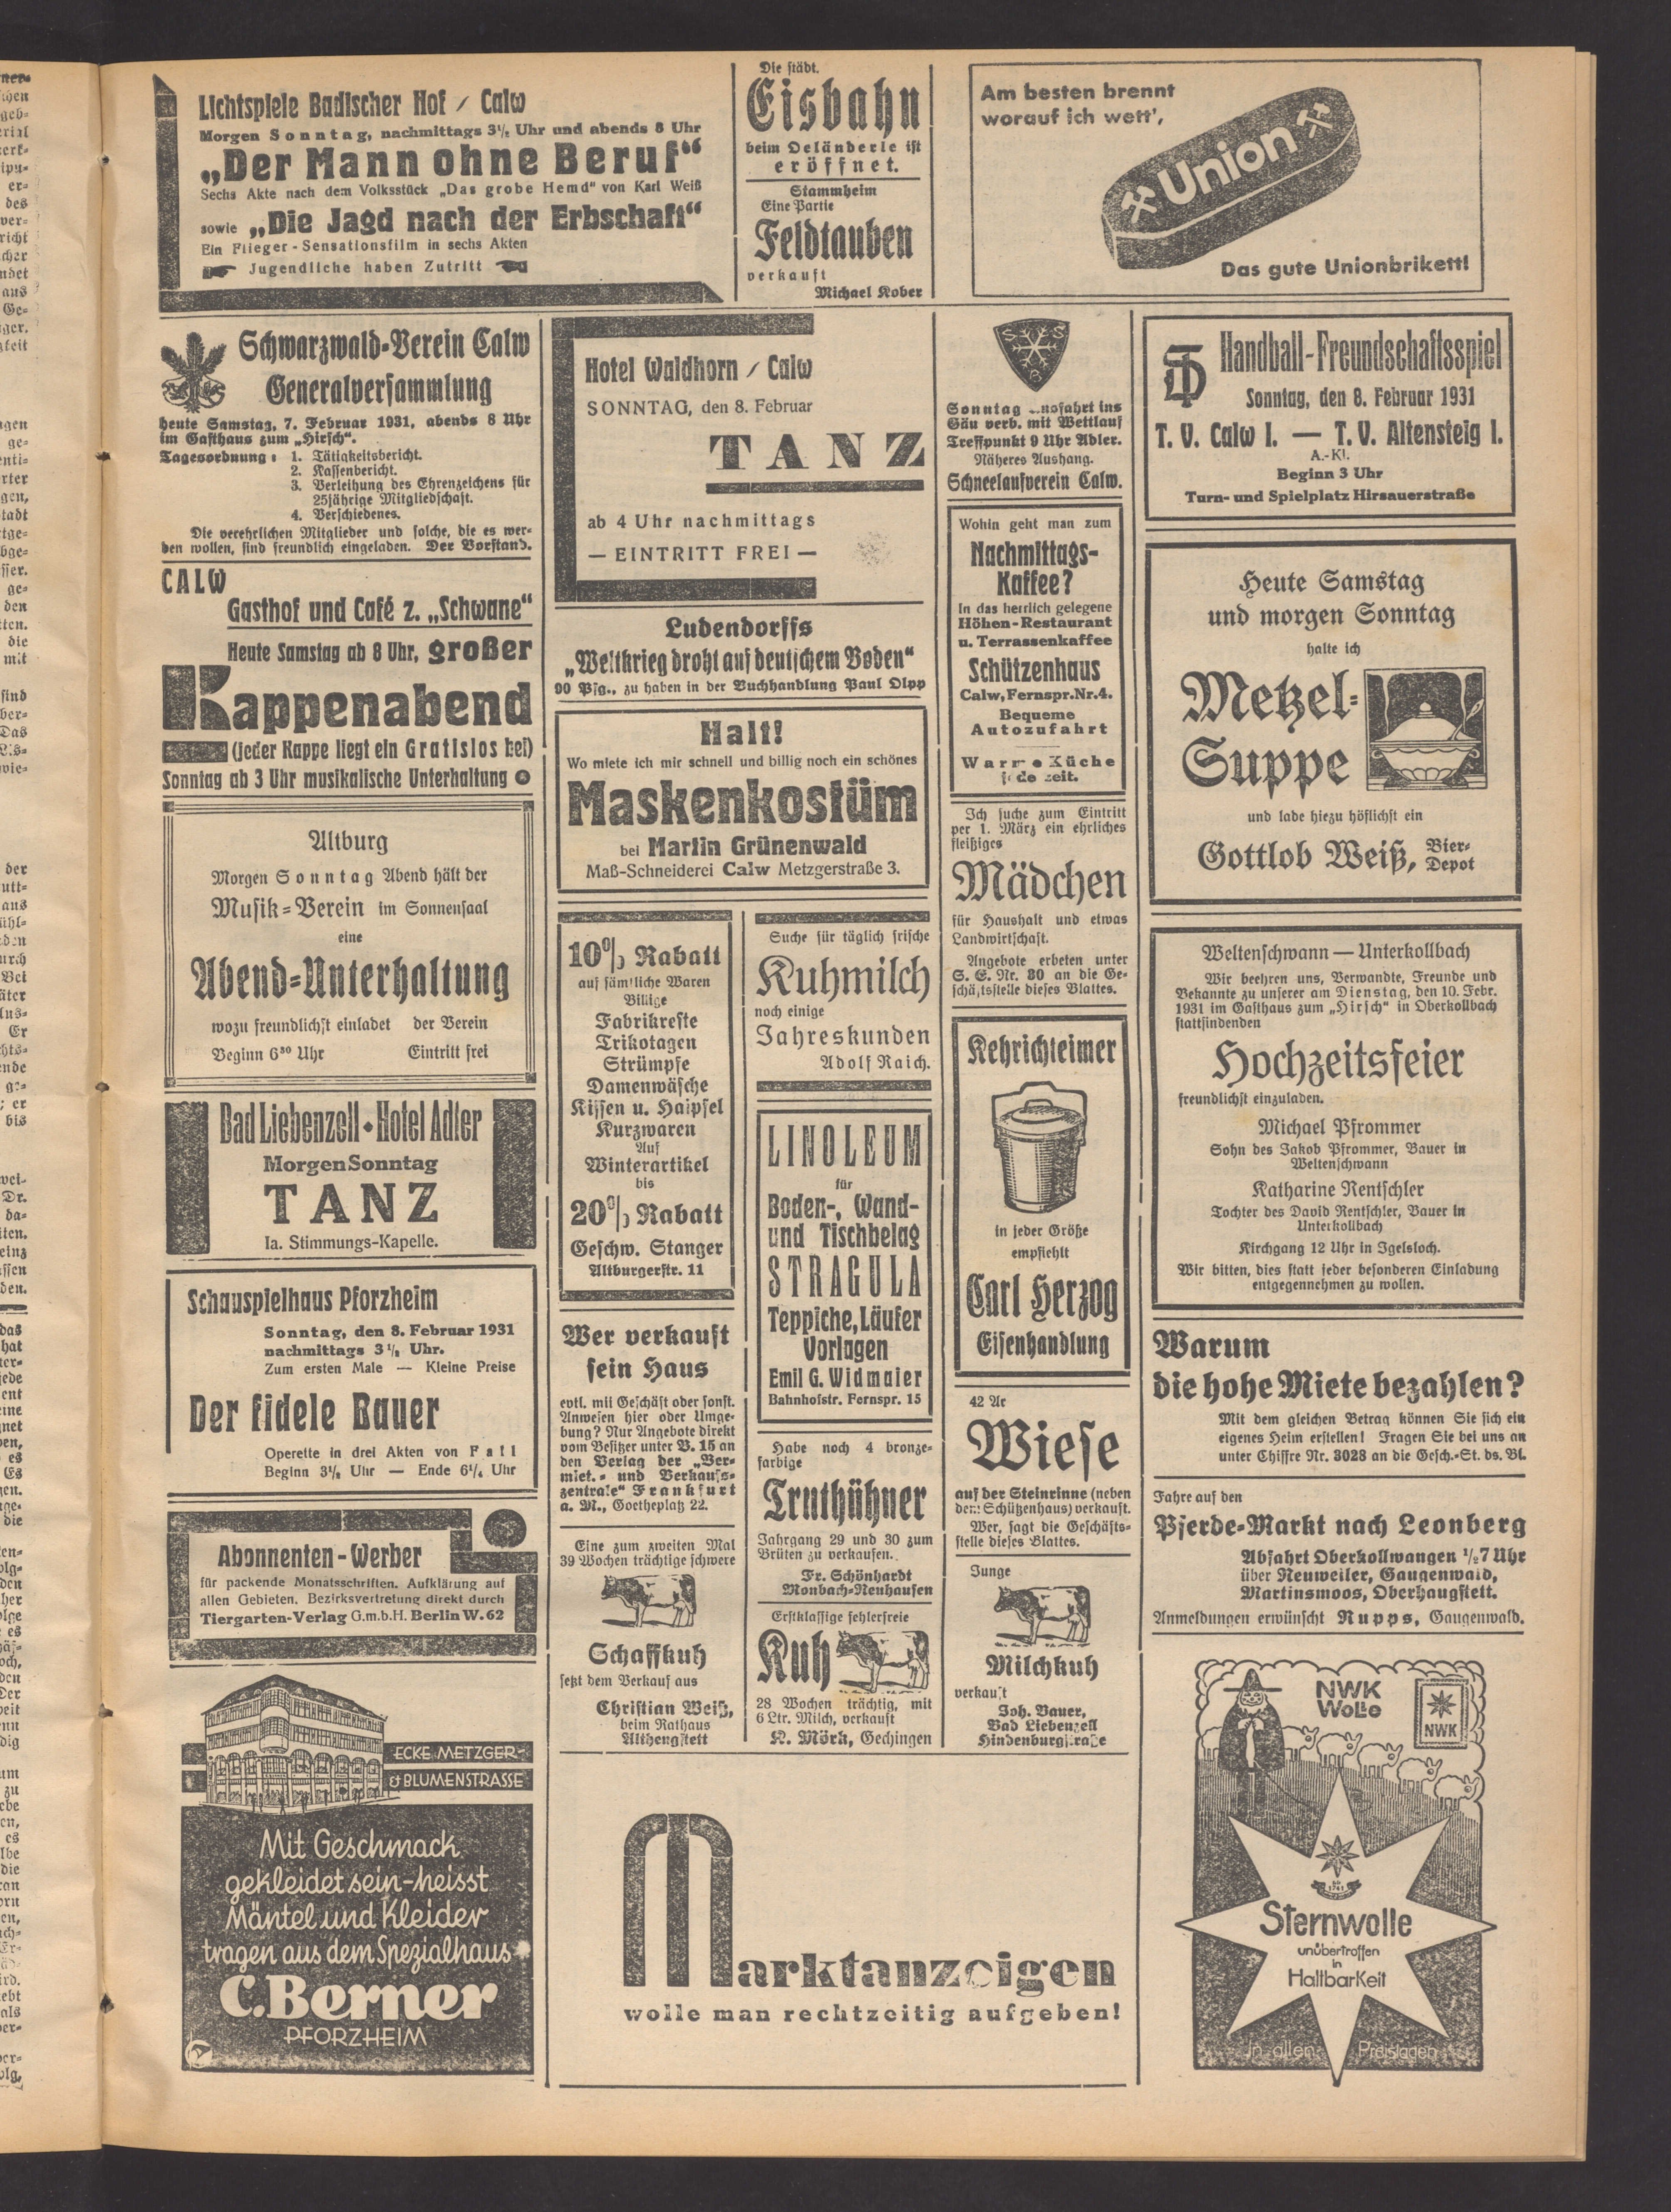 Lichtspiele Badischer Hof / Calw
Morgen Sonntag, nachmittags 3½ Uhr und abends 8 Uhr
„Der Mann ohne Beruf“
Sechs Akte nach dem Volksstück „Das grobe Hemd“ von Karl Weiß
sowie „Die Jagd nach der Erbschaft“
Ein Flieger-Sensationsfilm in sechs Akten
Jugendliche haben Zutritt
Die städt.
Eisbahn
beim Oeländerle ist
eröffnet.
Stammheim
Eine Partie
Feldtauben
verkauft
Michael Kober
Am besten brennt
worauf ich wett',
Union
Das gute Unionbrikett!
Schwarzwald-Verein Calw
Generalversammlung
heute Samstag, 7. Februar 1931, abends 8 Uhr
im Gasthaus zum „Hirsch“.
Tagesordnung: 1. Tätigkeitsbericht.
2. Kassenbericht.
3. Verleihung des Ehrenzeichens für
25jährige Mitgliedschaft.
4. Verschiedenes.
Die verehrlichen Mitglieder und solche, die es wer-
den wollen, sind freundlich eingeladen. Der Vorstand.
CALW
Gasthof und Café z. „Schwane“
Heute Samstag ab 8 Uhr, großer
Kappenabend
(jeder Kappe liegt ein Gratislos bei)
Sonntag ab 3 Uhr musikalische Unterhaltung
Altburg
Morgen Sonntag Abend hält der
Musik-Verein im Sonnensaal
eine
Abend-Unterhaltung
wozu freundlichst einladet der Verein
Beginn 6³⁰ Uhr Eintritt frei
Bad Liebenzell • Hotel Adler
Morgen Sonntag
TANZ
Ia. Stimmungs-Kapelle.
Schauspielhaus Pforzheim
Sonntag, den 8. Februar 1931
nachmittags 3½ Uhr.
Zum ersten Male — Kleine Preise
Der fidele Bauer
Operette in drei Akten von Fall
Beginn 3½ Uhr — Ende 6¼ Uhr
Abonnenten-Werber
für packende Monatsschriften. Aufklärung auf
allen Gebieten. Bezirksvertretung direkt durch
Tiergarten-Verlag G.m.b.H. Berlin W. 62
ECKE METZGER-
& BLUMENSTRASSE
Mit Geschmack
gekleidet sein-heisst
Mäntel und Kleider
tragen aus dem Spezialhaus
C. Berner
PFORZHEIM
Hotel Waldhorn / Calw
SONNTAG, den 8. Februar
TANZ
ab 4 Uhr nachmittags
— EINTRITT FREI —
Ludendorffs
„Weltkrieg droht auf deutschem Boden“
90 Pfg., zu haben in der Buchhandlung Paul Olpp
Halt!
Wo miete ich mir schnell und billig noch ein schönes
Maskenkostüm
bei Martin Grünenwald
Maß-Schneiderei Calw Metzgerstraße 3.
10% Rabatt
auf sämtliche Waren
Billige
Fabrikreste
Trikotagen
Strümpfe
Damenwäsche
Kissen u. Haipfel
Kurzwaren
Auf
Winterartikel
bis
20% Rabatt
Geschw. Stanger
Altburgerstr. 11
Wer verkauft
sein Haus
evtl. mit Geschäft oder sonst.
Anwesen hier oder Umge-
bung? Nur Angebote direkt
vom Besitzer unter B. 15 an
den Verlag der „Ver-
miet.- und Verkaufs-
zentrale“ Frankfurt
a. M., Goetheplatz 22.
Eine zum zweiten Mal
39 Wochen trächtige schwere
Schaffkuh
setzt dem Verkauf aus
Christian Weiß,
beim Rathaus
Althengstett
Suche für täglich frische
Kuhmilch
noch einige
Jahreskunden
Adolf Raich.
LINOLEUM
für
Boden-, Wand-
und Tischbelag
STRAGULA
Teppiche, Läufer
Vorlagen
Emil G. Widmaier
Bahnhofstr. Fernspr. 15
Habe noch 4 bronze-
farbige
Truthühner
Jahrgang 29 und 30 zum
Brüten zu verkaufen.
Fr. Schönhardt
Monbach-Neuhausen
Erstklassige fehlerfreie
Kuh
28 Wochen trächtig, mit
6 Ltr. Milch, verkauft
K. Mörk, Gechingen
S S
Sonntag Ausfahrt ins
Gäu verb. mit Wettlauf
Treffpunkt 9 Uhr Adler.
Näheres Aushang.
Schneelaufverein Calw.
Wohin geht man zum
Nachmittags-
Kaffee?
In das herrlich gelegene
Höhen-Restaurant
u. Terrassenkaffee
Schützenhaus
Calw, Fernspr. Nr. 4.
Bequeme
Autozufahrt
Warme Küche
jederzeit.
Ich suche zum Eintritt
per 1. März ein ehrliches
fleißiges
Mädchen
für Haushalt und etwas
Landwirtschaft.
Angebote erbeten unter
S. E. Nr. 30 an die Ge-
schäftsstelle dieses Blattes.
Kehrichteimer
in jeder Größe
empfiehlt
Carl Herzog
Eisenhandlung
42 Ar
Wiese
auf der Steinrinne (neben
dem Schützenhaus) verkauft.
Wer, sagt die Geschäfts-
stelle dieses Blattes.
Junge
Milchkuh
verkauft
Joh. Bauer,
Bad Liebenzell
Hindenburgstraße
Marktanzeigen
wolle man rechtzeitig aufgeben!
Handball-Freundschaftsspiel
Sonntag, den 8. Februar 1931
T. V. Calw I. — T. V. Altensteig I.
A.-Kl.
Beginn 3 Uhr
Turn- und Spielplatz Hirsauerstraße
Heute Samstag
und morgen Sonntag
halte ich
Metzel-
Suppe
und lade hiezu höflichst ein
Gottlob Weiß, Bier-
Depot
Weltenschwann — Unterkollbach
Wir beehren uns, Verwandte, Freunde und
Bekannte zu unserer am Dienstag, den 10. Febr.
1931 im Gasthaus zum „Hirsch“ in Oberkollbach
stattfindenden
Hochzeitsfeier
freundlichst einzuladen.
Michael Pfrommer
Sohn des Jakob Pfrommer, Bauer in
Weltenschwann
Katharine Rentschler
Tochter des David Rentschler, Bauer in
Unterkollbach
Kirchgang 12 Uhr in Igelsloch.
Wir bitten, dies statt jeder besonderen Einladung
entgegennehmen zu wollen.
Warum
die hohe Miete bezahlen?
Mit dem gleichen Betrag können Sie sich ein
eigenes Heim erstellen! Fragen Sie bei uns an
unter Chiffre Nr. 3028 an die Gesch.-St. ds. Bl.
Fahre auf den
Pferde-Markt nach Leonberg
Abfahrt Oberkollwangen ½7 Uhr
über Neuweiler, Gaugenwald,
Martinsmoos, Oberhaugstett.
Anmeldungen erwünscht Rupps, Gaugenwald.
NWK
Wolle
NWK
Sternwolle
unübertroffen
in
Haltbarkeit
In allen Preislagen